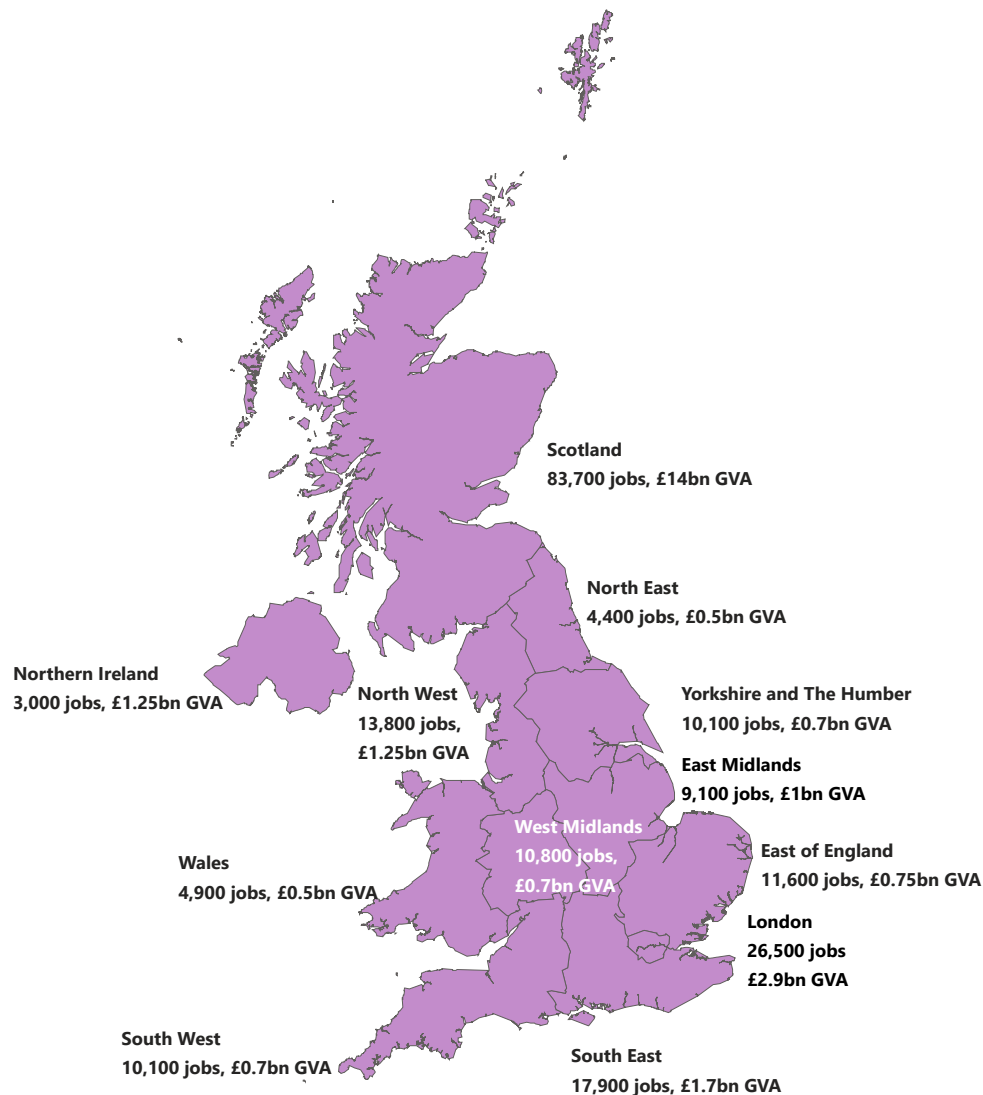 Scotland
83,700 jobs, £14bn GVA
North East
4,400 jobs, £0.5bn GVA
Northern Ireland
3,000 jobs, £1.25bn GVA
North West
13,800 jobs,
£1.25bn GVA
Yorkshire and The Humber
10,100 jobs, £0.7bn GVA
East Midlands
9,100 jobs, £1bn GVA
West Midlands
10,800 jobs,
£0.7bn GVA
East of England
11,600 jobs, £0.75bn GVA
Wales
4,900 jobs, £0.5bn GVA
London
26,500 jobs
£2.9bn GVA
South West
10,100 jobs, £0.7bn GVA
South East
17,900 jobs, £1.7bn GVA